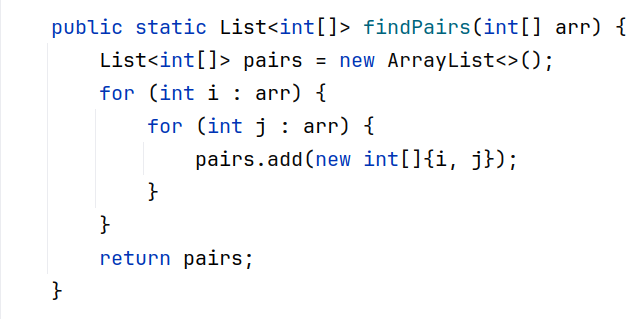 public static List<int[]> findPairs(int[] arr) {
    List<int[]> pairs = new ArrayList<>();
    for (int i : arr) {
        for (int j : arr) {
            pairs.add(new int[]{i, j});
        }
    }
    return pairs;
}